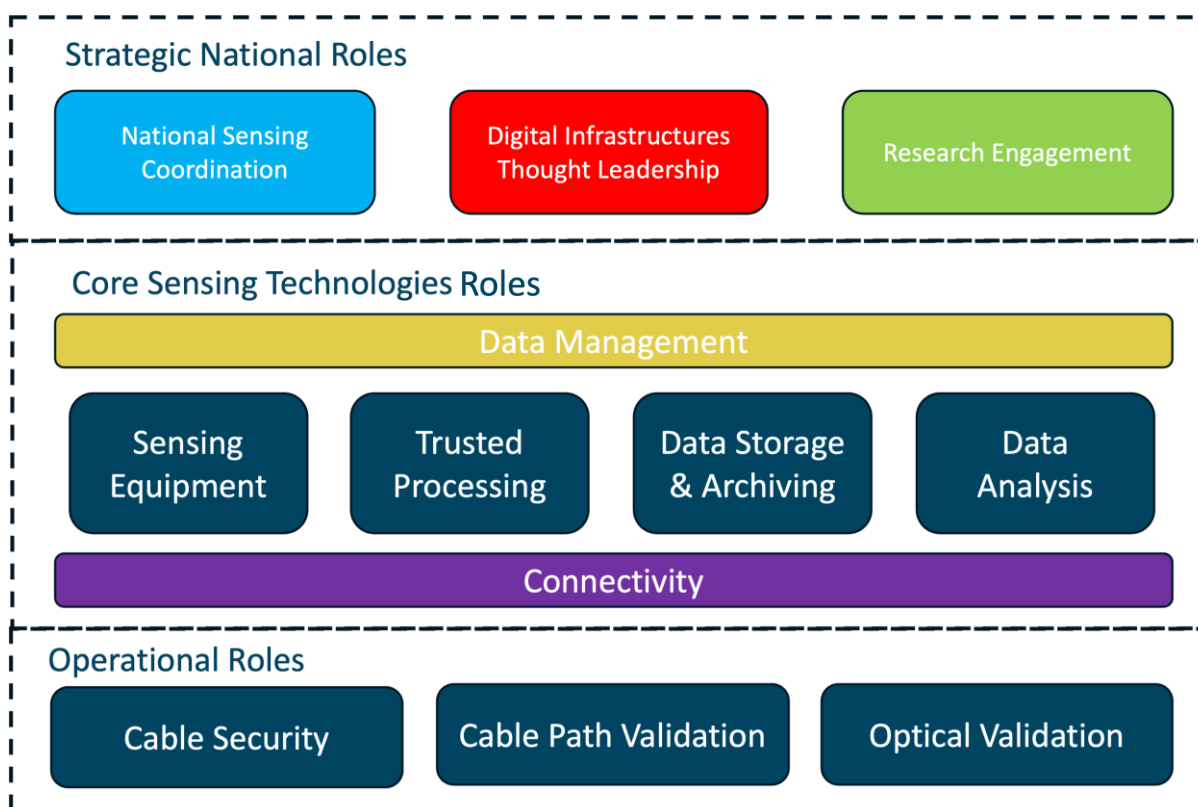 Strategic National Roles
National Sensing
Coordination
Digital Infrastructures
Thought Leadership
Research Engagement
Core Sensing Technologies Roles
Data Management
Sensing
Equipment
Trusted
Processing
Data Storage
& Archiving
Data
Analysis
Connectivity
Operational Roles
Cable Security
Cable Path Validation
Optical Validation